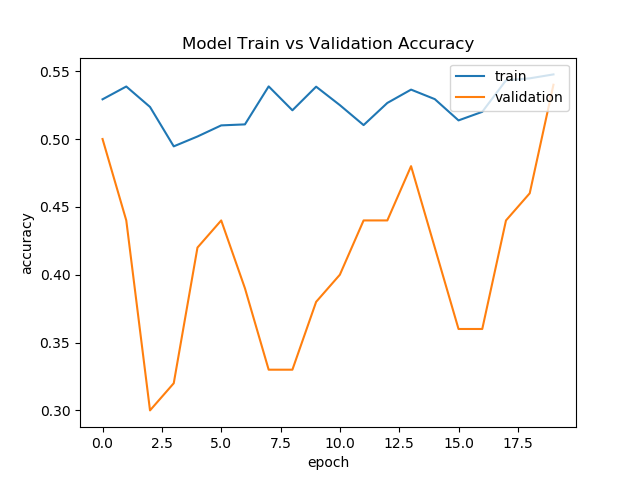 Model Train vs Validation Accuracy
train
validation
0.55
0.50
0.45
0.40
0.35
0.30
accuracy
0.0 2.5 5.0 7.5 10.0 12.5 15.0 17.5
epoch